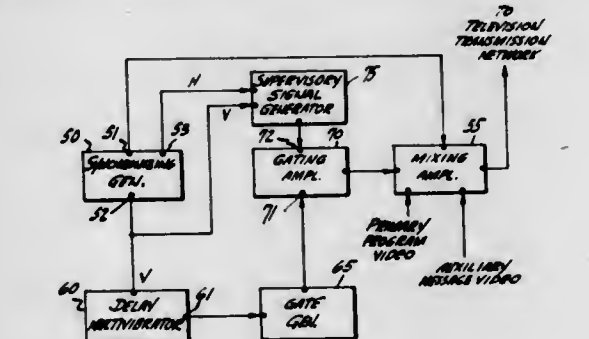 TO
TELEVISION
TRANSMISSION
NETWORK
H
V
SUPERVISORY
SIGNAL
GENERATOR
75
50
51
53
SYNCHRONIZING
GEN.
52
72
70
GATING
AMPL.
71
55
MIXING
AMPL.
PRIMARY
PROGRAM
VIDEO
AUXILIARY
MESSAGE VIDEO
V
60
DELAY
MULTIVIBRATOR
61
65
GATE
GEN.